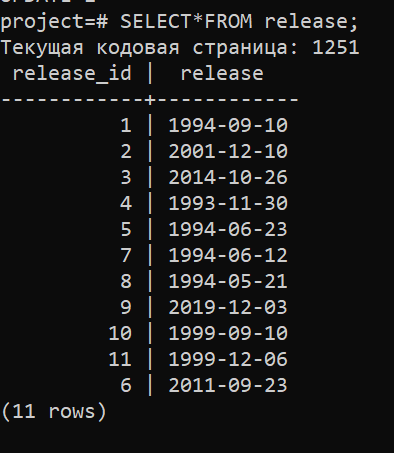 project=# SELECT*FROM release;
Текущая кодовая страница: 1251
release_id | release
------------+------------
1 | 1994-09-10
2 | 2001-12-10
3 | 2014-10-26
4 | 1993-11-30
5 | 1994-06-23
7 | 1994-06-12
8 | 1994-05-21
9 | 2019-12-03
10 | 1999-09-10
11 | 1999-12-06
6 | 2011-09-23
(11 rows)